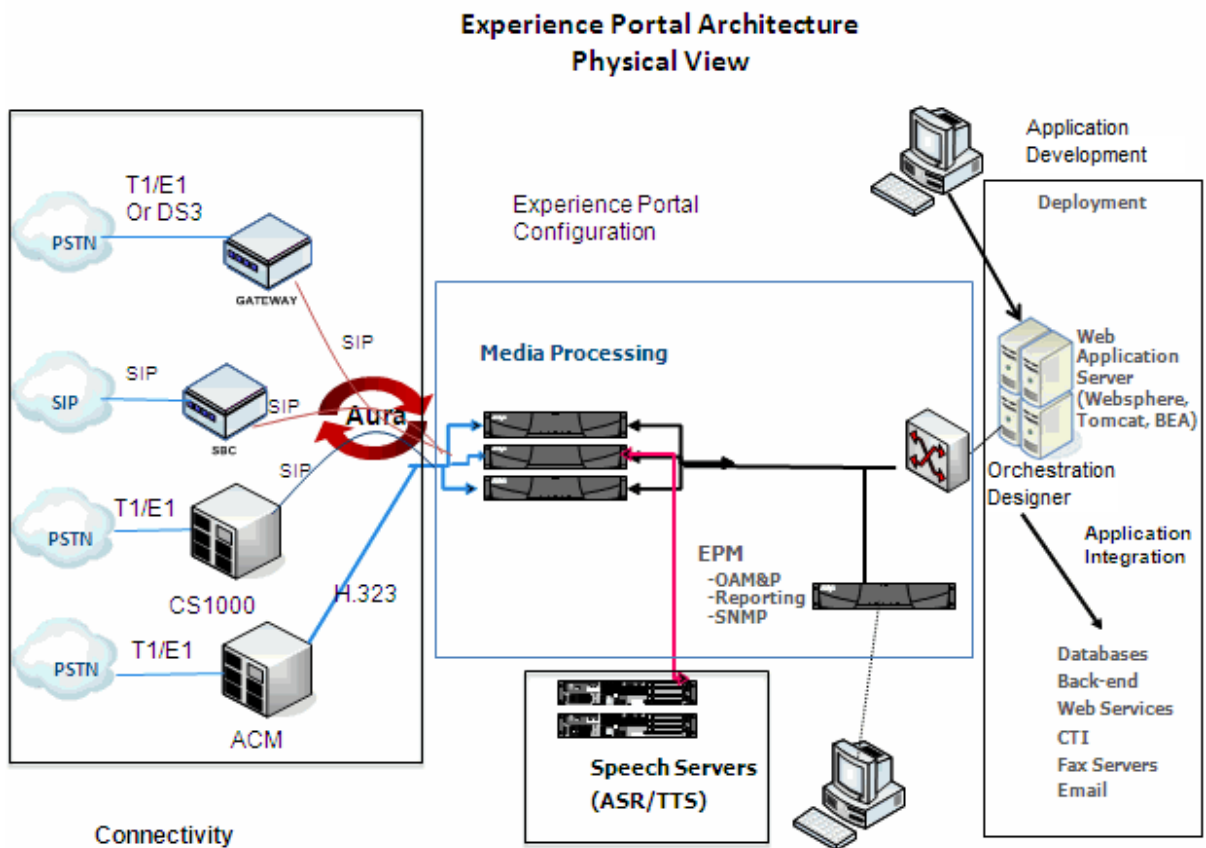 Experience Portal Architecture
Physical View
T1/E1
Or DS3
PSTN
GATEWAY
SIP
SIP
SIP
SBC
SIP
Aura
SIP
T1/E1
PSTN
CS1000
H.323
T1/E1
PSTN
ACM
Connectivity
Experience Portal
Configuration
Media Processing
EPM
-OAM&P
-Reporting
-SNMP
Speech Servers
(ASR/TTS)
Application
Development
Deployment
Web
Application
Server
(Websphere,
Tomcat, BEA)
Orchestration
Designer
Application
Integration
Databases
Back-end
Web Services
CTI
Fax Servers
Email